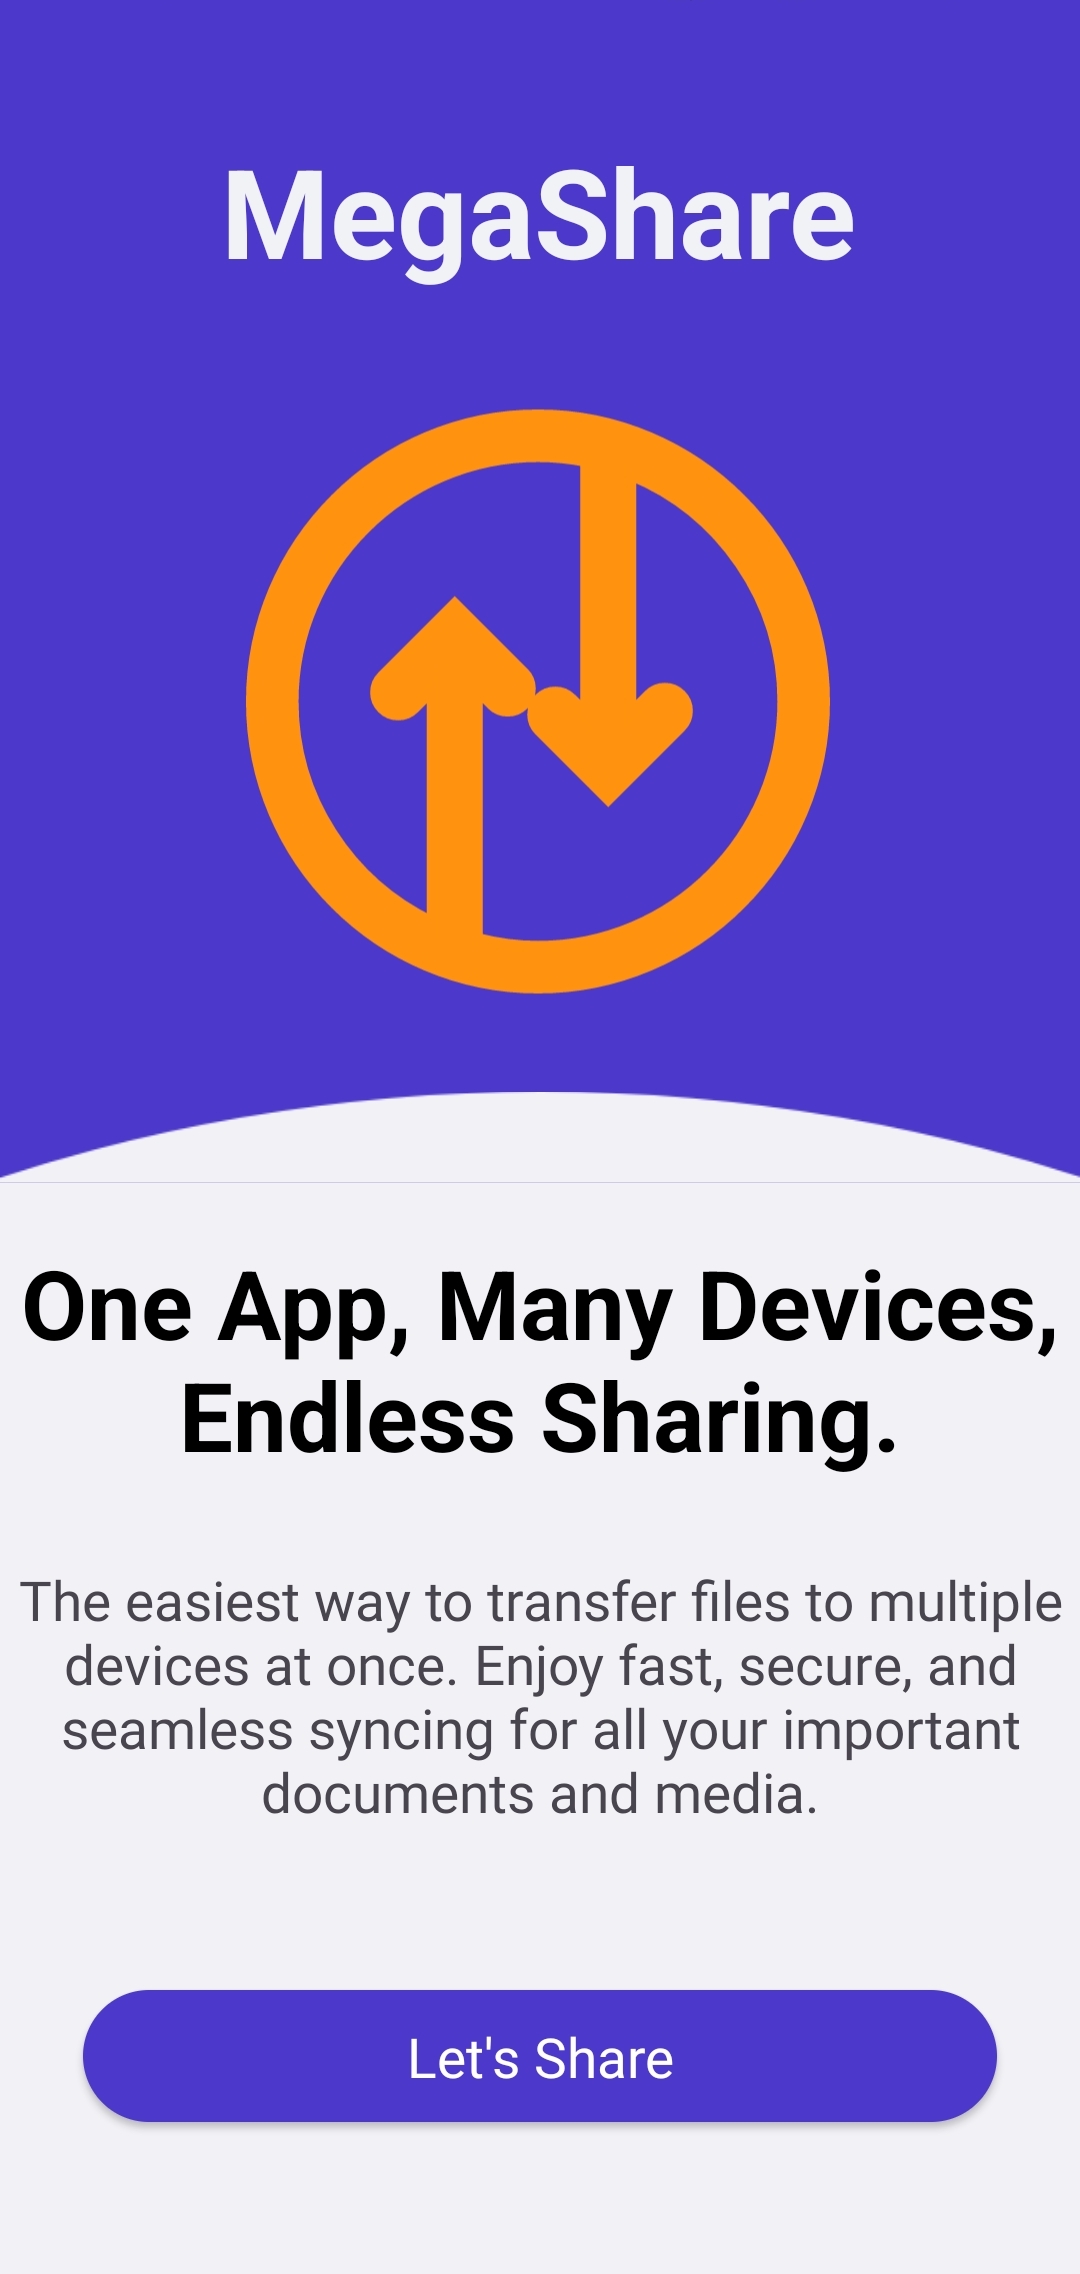 MegaShare
One App, Many Devices,
Endless Sharing.
The easiest way to transfer files to multiple
devices at once. Enjoy fast, secure, and
seamless syncing for all your important
documents and media.
Let's Share